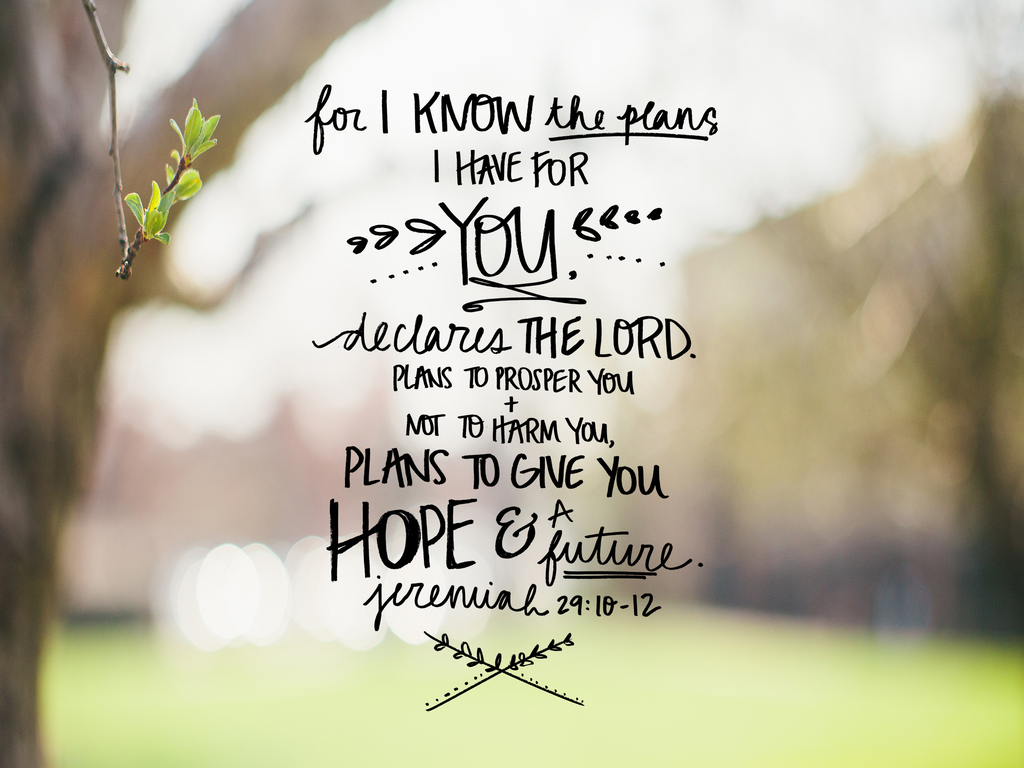 for I KNOW the plans
I HAVE FOR
YOU,
declares THE LORD.
PLANS TO PROSPER YOU
+
NOT TO HARM YOU,
PLANS TO GIVE YOU
HOPE & A future.
jeremiah 29:10-12